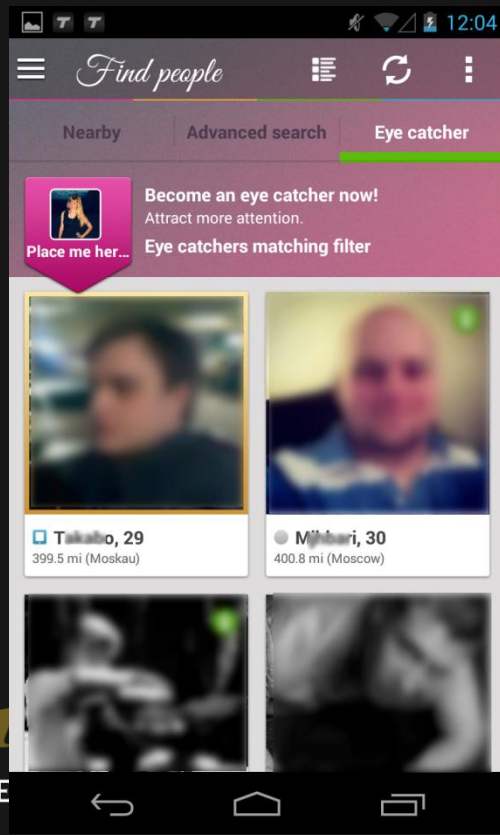 12:04
Find people
Nearby
Advanced search
Eye catcher
Become an eye catcher now!
Attract more attention.
Place me her...
Eye catchers matching filter
, 29
399.5 mi (Moskau)
, 30
400.8 mi (Moscow)
E